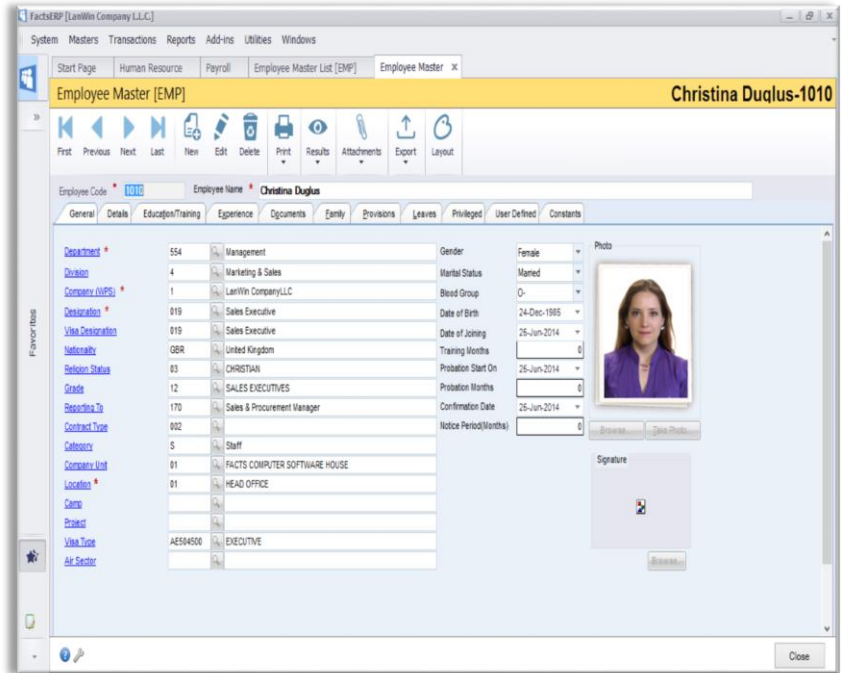 FactsERP [LanWin Company L.L.C.]
System Masters Transactions Reports Add-ins Utilities Windows
Start Page Human Resource Payroll Employee Master List [EMP] Employee Master X
Employee Master [EMP] Christina Duglus-1010
First Previous Next Last New Edit Delete Print Results Attachments Export Layout
Employee Code * 1010 Employee Name * Christina Duglus
General Details Education/Training Experience Documents Family Provisions Leaves Privileged User Defined Constants
Department * 554 Management Gender Female Photo
Division 4 Marketing & Sales Marital Status Married
Company (WPS) * 1 LanWin CompanyLLC Blood Group O-
Designation * 019 Sales Executive Date of Birth 24-Dec-1985
Visa Designation 019 Sales Executive Date of Joining 25-Jun-2014
Nationality GBR United Kingdom Training Months 0
Religion Status 03 CHRISTIAN Probation Start On 25-Jun-2014
Grade 12 SALES EXECUTIVES Probation Months 0
Reporting To 170 Sales & Procurement Manager Confirmation Date 25-Jun-2014
Contract Type 002 Notice Period(Months) 0 Browse... Take Photo...
Category S Staff
Company Unit 01 FACTS COMPUTER SOFTWARE HOUSE Signature
Location * 01 HEAD OFFICE
Camp
Project
Visa Type AE504500 EXECUTIVE
Air Sector Browse...
Favorites
Close